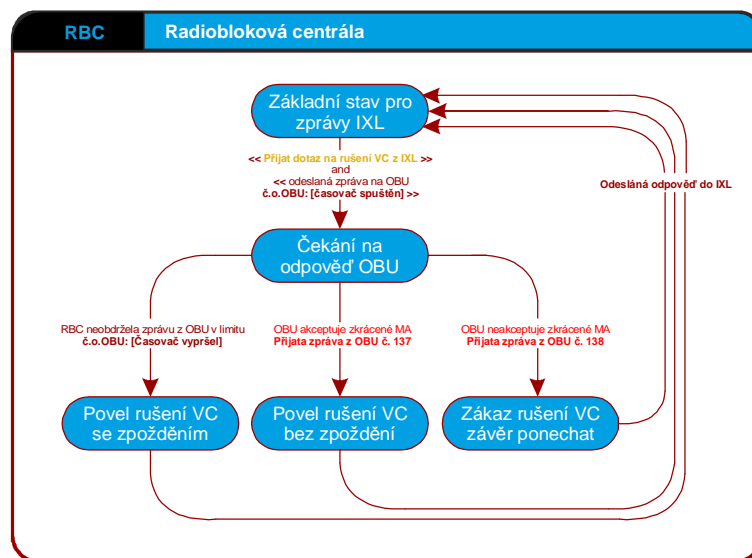 RBC
Radiobloková centrála
Základní stav pro
zprávy IXL
<< Přijat dotaz na rušení VC z IXL >>
and
<< odeslaná zpráva na OBU
č.o.OBU: [časovač spuštěn] >>
Odesláná odpověď do IXL
Čekání na
odpověď OBU
RBC neobdržela zprávu z OBU v limitu
č.o.OBU: [Časovač vypršel]
OBU akceptuje zkrácené MA
Přijata zpráva z OBU č. 137
OBU neakceptuje zkrácené MA
Přijata zpráva z OBU č. 138
Povel rušení VC
se zpožděním
Povel rušení VC
bez zpoždění
Zákaz rušení VC
závěr ponechat